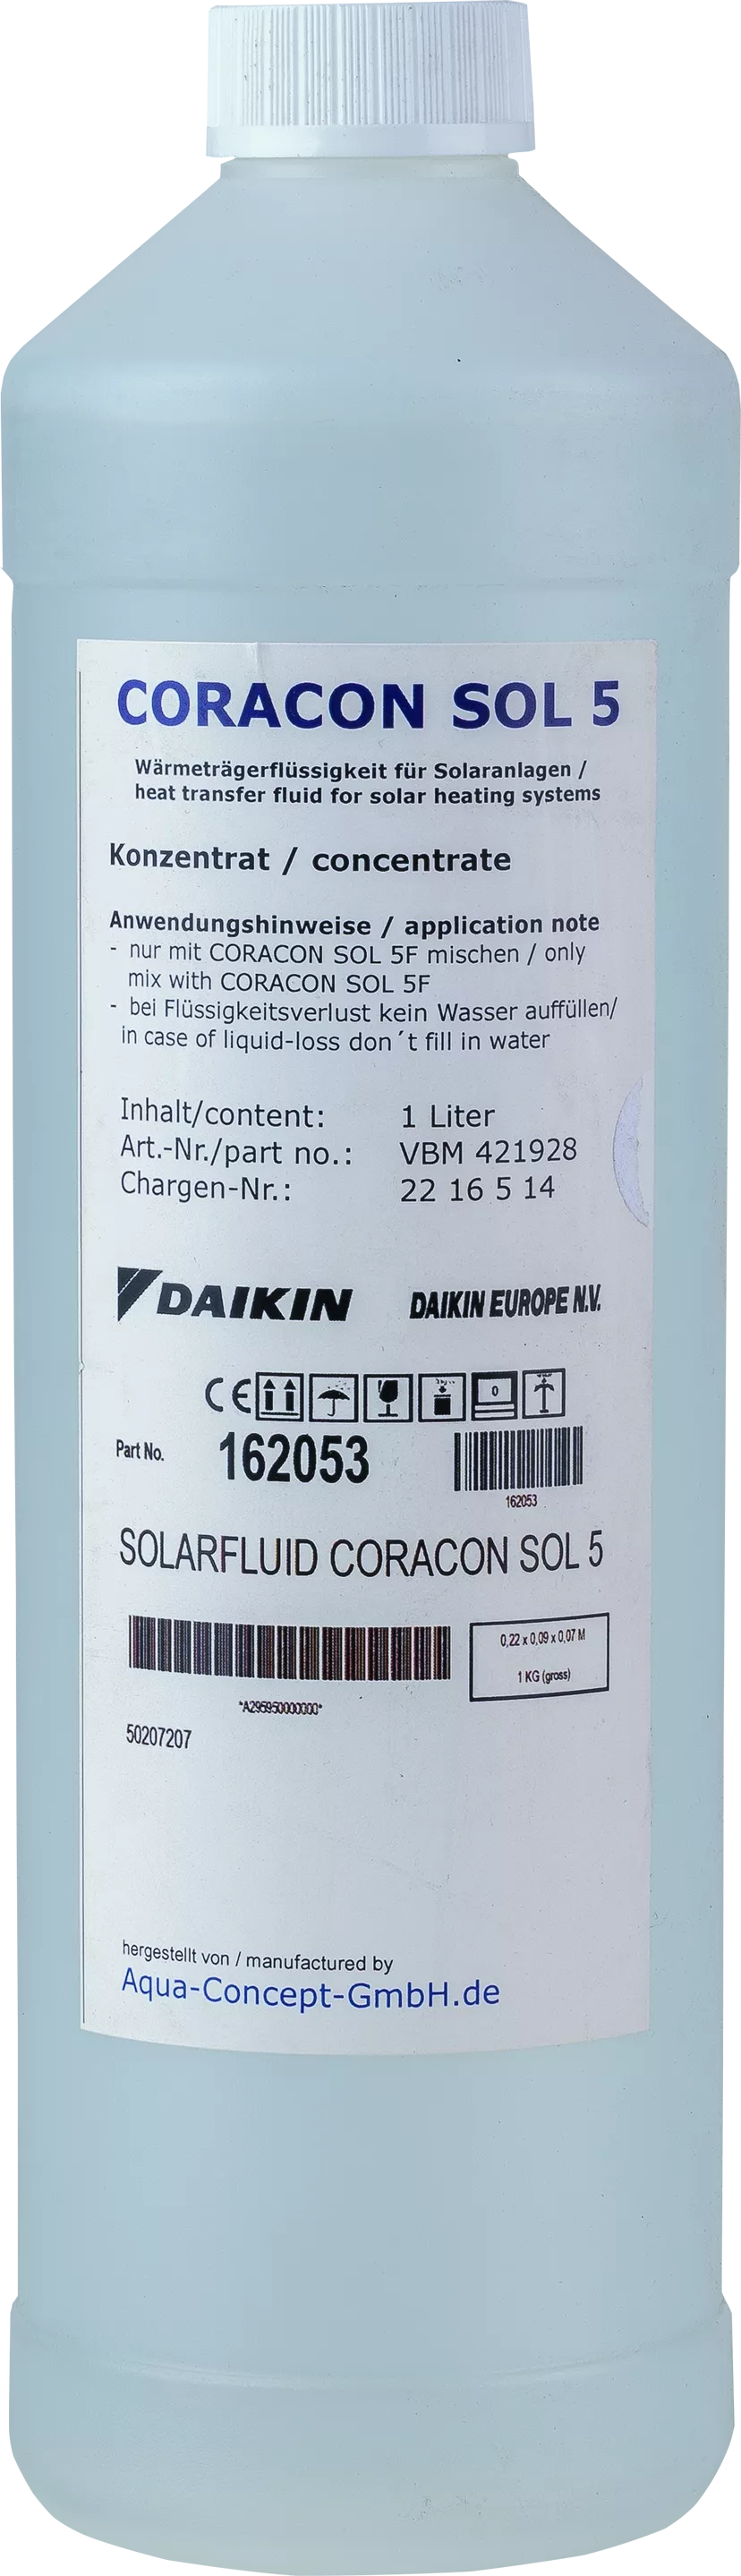 CORACON SOL 5
Wärmeträgerflüssigkeit für Solaranlagen /
heat transfer fluid for solar heating systems
Konzentrat / concentrate
Anwendungshinweise / application note
- nur mit CORACON SOL 5F mischen / only
mix with CORACON SOL 5F
- bei Flüssigkeitsverlust kein Wasser auffüllen/
in case of liquid-loss don´t fill in water
Inhalt/content: 1 Liter
Art.-Nr./part no.: VBM 421928
Chargen-Nr.: 22 16 5 14
DAIKIN DAIKIN EUROPE N.V.
CE
0
Part No. 162053
162053
SOLARFLUID CORACON SOL 5
0,22 x 0,09 x 0,07 M
1 KG (gross)
*A295950000000*
50207207
hergestellt von / manufactured by
Aqua-Concept-GmbH.de